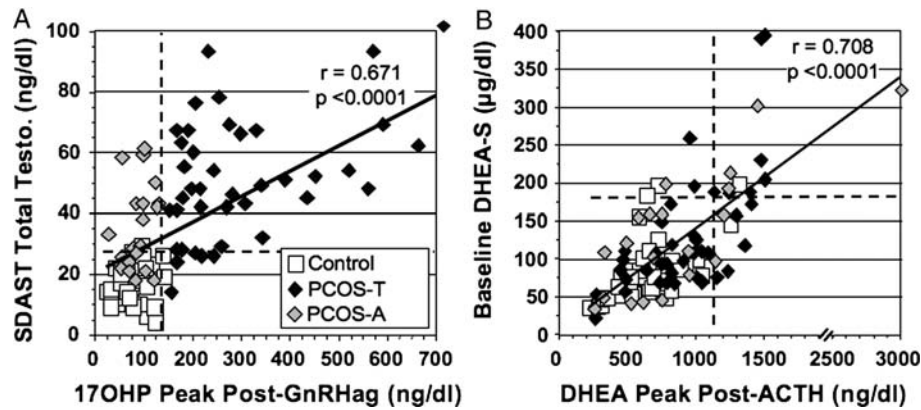 A
SDAST Total Testo. (ng/dl)
100
80
60
40
20
0
r = 0.671
p <0.0001
Control
PCOS-T
PCOS-A
0 100 200 300 400 500 600 700
17OHP Peak Post-GnRHag (ng/dl)
B
Baseline DHEA-S (µg/dl)
400
350
300
250
200
150
100
50
0
r = 0.708
p <0.0001
0 500 1000 1500 2500 3000
DHEA Peak Post-ACTH (ng/dl)